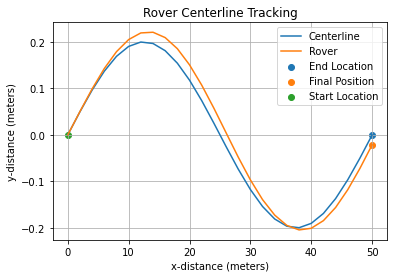 Rover Centerline Tracking
Centerline
Rover
End Location
Final Position
Start Location
y-distance (meters)
0.2
0.1
0.0
−0.1
−0.2
0
10
20
30
40
50
x-distance (meters)